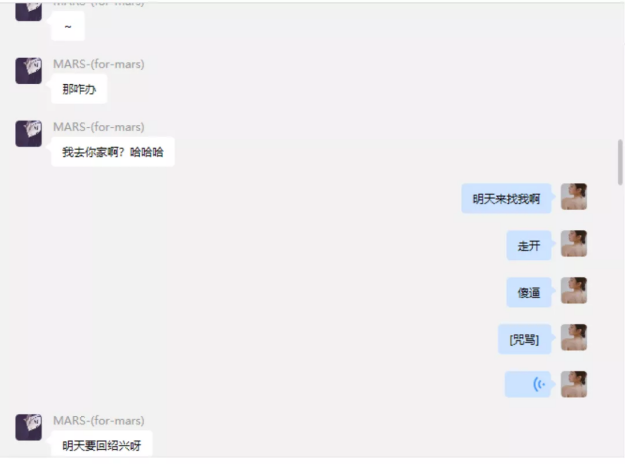 MARS-(for-mars)
~
MARS-(for-mars)
那咋办
MARS-(for-mars)
我去你家啊？哈哈哈
明天来找我啊
走开
傻逼
[咒骂]
MARS-(for-mars)
明天要回绍兴呀